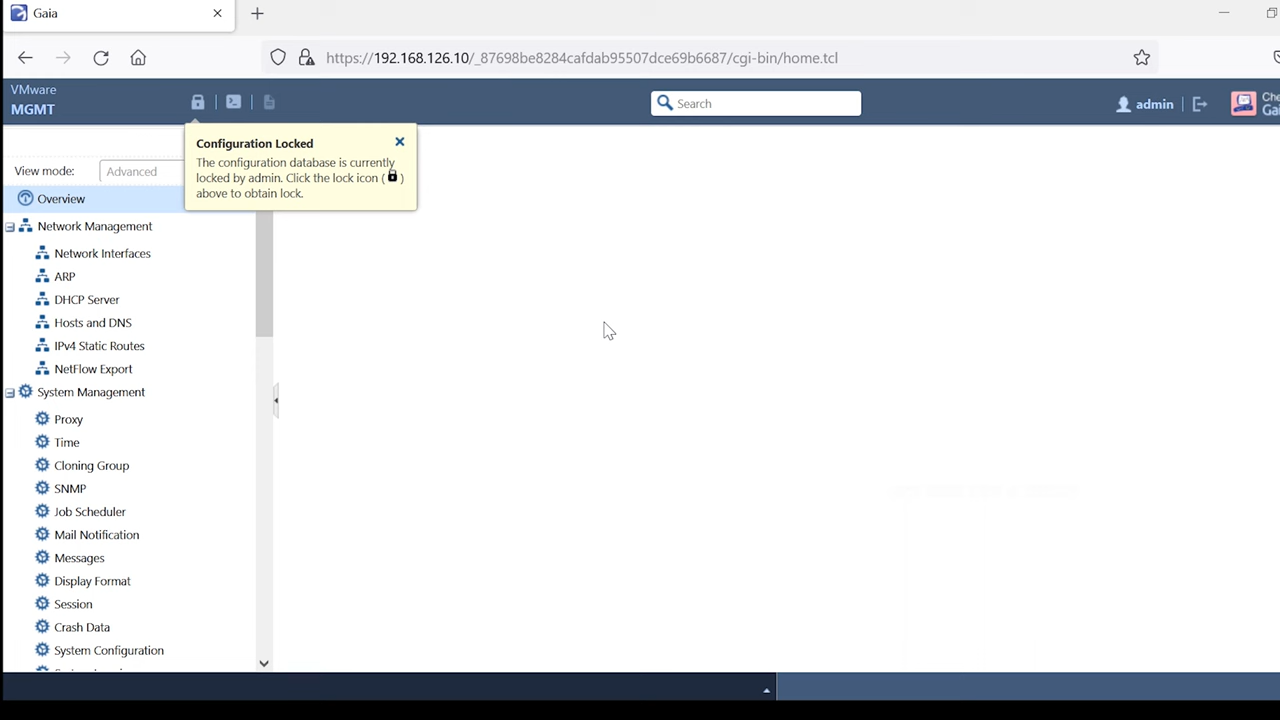 Gaia
https://192.168.126.10/_87698be8284cafdab95507dce69b6687/cgi-bin/home.tcl
VMware
MGMT
Search
admin
Configuration Locked
The configuration database is currently
locked by admin. Click the lock icon ( )
above to obtain lock.
View mode:
Advanced
Overview
Network Management
Network Interfaces
ARP
DHCP Server
Hosts and DNS
IPv4 Static Routes
NetFlow Export
System Management
Proxy
Time
Cloning Group
SNMP
Job Scheduler
Mail Notification
Messages
Display Format
Session
Crash Data
System Configuration